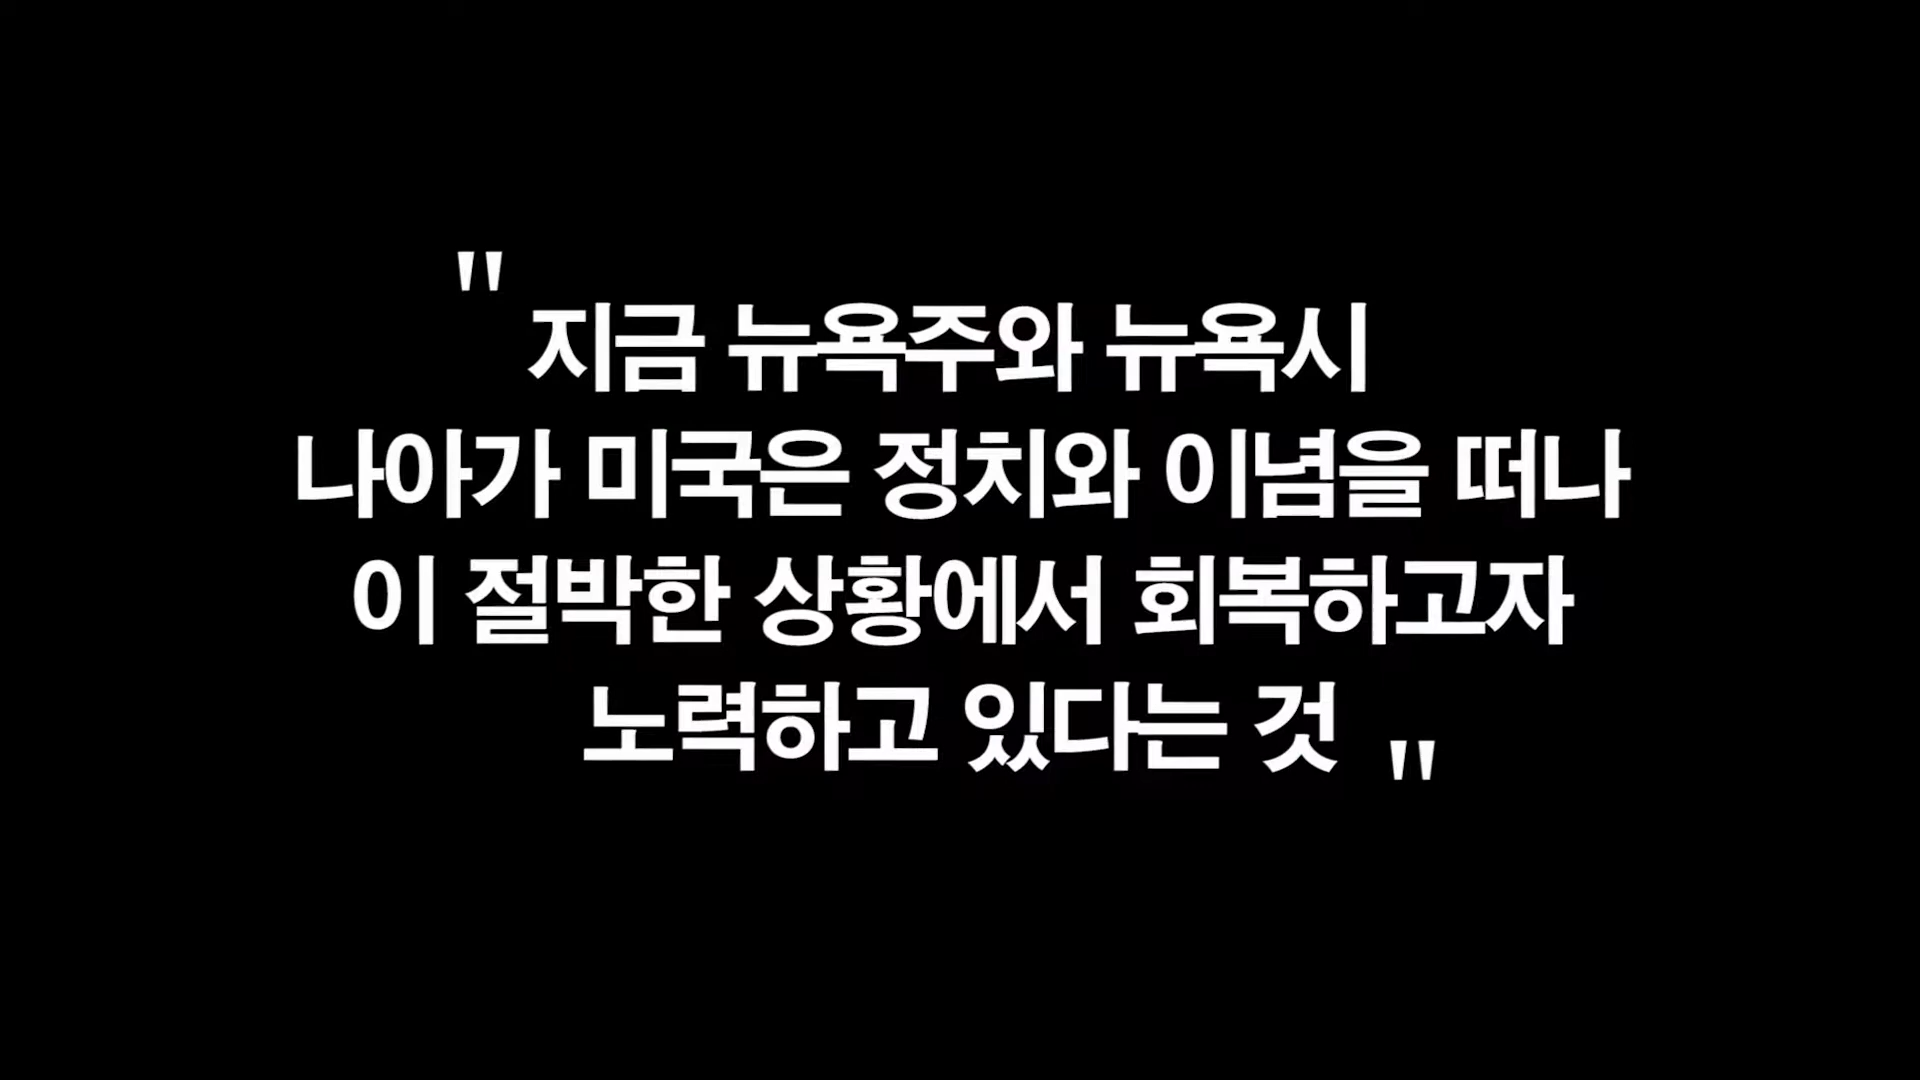 "지금 뉴욕주와 뉴욕시
나아가 미국은 정치와 이념을 떠나
이 절박한 상황에서 회복하고자
노력하고 있다는 것"